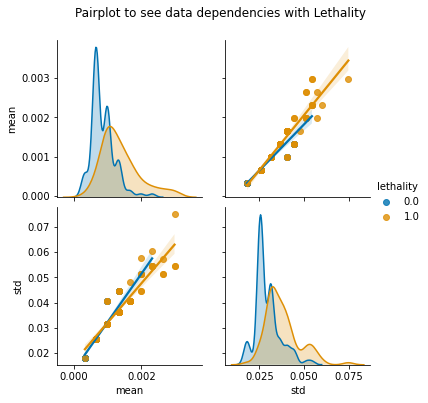 Pairplot to see data dependencies with Lethality
0.003
0.002
0.001
0.000
mean
lethality
0.0
1.0
0.07
0.06
0.05
0.04
0.03
0.02
std
0.000
0.002
mean
0.025
0.050
0.075
std